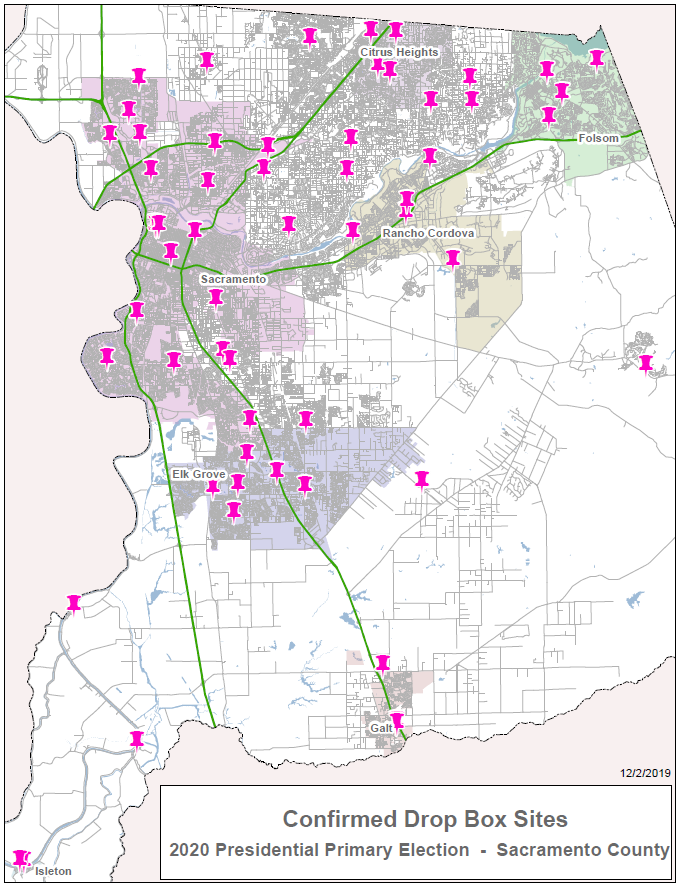 Citrus Heights
Folsom
Rancho Cordova
Sacramento
Elk Grove
Galt
12/2/2019
Confirmed Drop Box Sites
2020 Presidential Primary Election - Sacramento County
Isleton